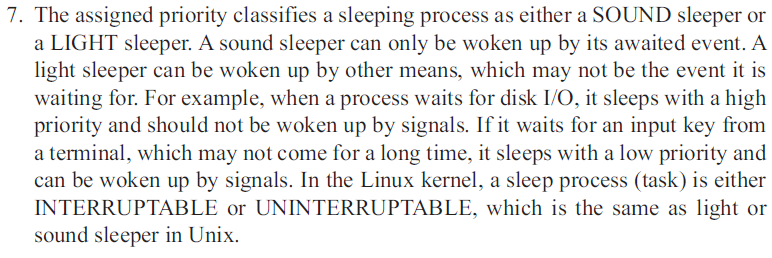 7. The assigned priority classifies a sleeping process as either a SOUND sleeper or
a LIGHT sleeper. A sound sleeper can only be woken up by its awaited event. A
light sleeper can be woken up by other means, which may not be the event it is
waiting for. For example, when a process waits for disk I/O, it sleeps with a high
priority and should not be woken up by signals. If it waits for an input key from
a terminal, which may not come for a long time, it sleeps with a low priority and
can be woken up by signals. In the Linux kernel, a sleep process (task) is either
INTERRUPTABLE or UNINTERRUPTABLE, which is the same as light or
sound sleeper in Unix.